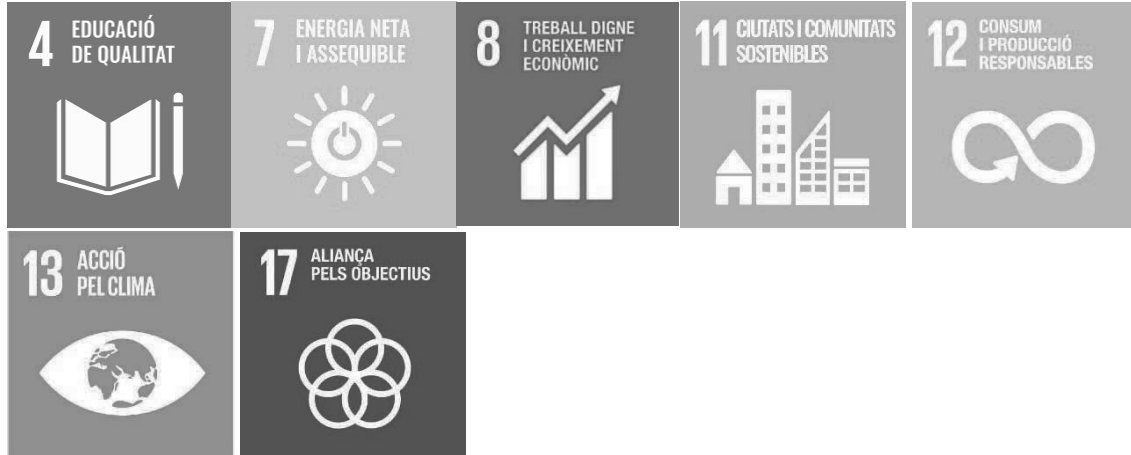 4 EDUCACIÓ
DE QUALITAT
7 ENERGIA NETA
I ASSEQUIBLE
8 TREBALL DIGNE
I CREIXEMENT
ECONÒMIC
11 CIUTATS I COMUNITATS
SOSTENIBLES
12 CONSUM
I PRODUCCIÓ
RESPONSABLES
13 ACCIÓ
PEL CLIMA
17 ALIANÇA
PELS OBJECTIUS